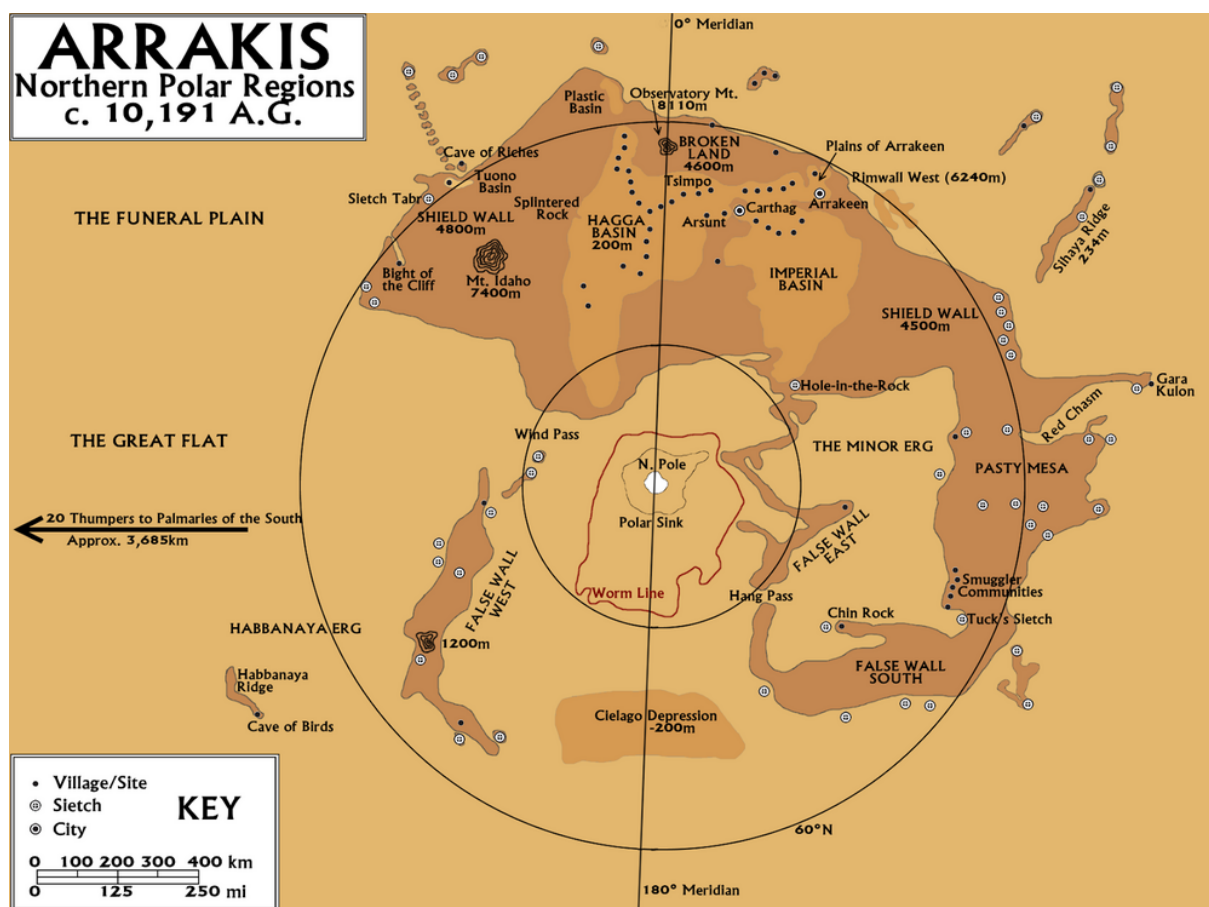 ARRAKIS
Northern Polar Regions
c. 10,191 A.G.
0° Meridian
Plastic
Basin
Observatory Mt.
8110m
BROKEN
LAND
4600m
Plains of Arrakeen
Cave of Riches
Tuono
Basin
Sietch Tabr
Splintered
Rock
Tsimpo
Rimwall West (6240m)
Arrakeen
Carthag
Arsunt
THE FUNERAL PLAIN
SHIELD WALL
4800m
HAGGA
BASIN
200m
Sihaya Ridge
234m
Bight of
the Cliff
Mt. Idaho
7400m
IMPERIAL
BASIN
SHIELD WALL
4500m
Hole-in-the-Rock
Gara
Kulon
Red Chasm
THE GREAT FLAT
Wind Pass
THE MINOR ERG
N. Pole
PASTY MESA
Polar Sink
20 Thumpers to Palmaries of the South
Approx. 3,685km
FALSE WALL
EAST
FALSE WALL
WEST
Worm Line
Hang Pass
Smuggler
Communities
Chin Rock
Tuck's Sietch
HABBANAYA ERG
1200m
FALSE WALL
SOUTH
Habbanaya
Ridge
Cave of Birds
Cielago Depression
-200m
60°N
180° Meridian
Village/Site
Sietch
City
KEY
0 100 200 300 400 km
0 125 250 mi